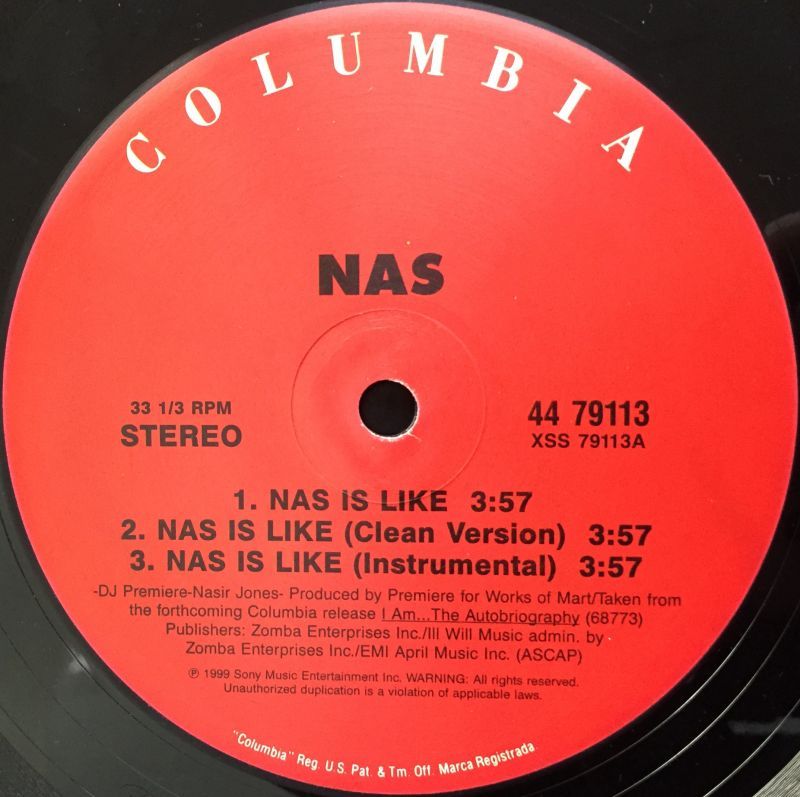 COLUMBIA
NAS
33 1/3 RPM
STEREO
44 79113
XSS 79113A
1. NAS IS LIKE 3:57
2. NAS IS LIKE (Clean Version) 3:57
3. NAS IS LIKE (Instrumental) 3:57
-DJ Premiere-Nasir Jones- Produced by Premiere for Works of Mart/Taken from
the forthcoming Columbia release I Am...The Autobriography (68773)
Publishers: Zomba Enterprises Inc./Ill Will Music admin. by
Zomba Enterprises Inc./EMI April Music Inc. (ASCAP)
℗ 1999 Sony Music Entertainment Inc. WARNING: All rights reserved.
Unauthorized duplication is a violation of applicable laws.
"Columbia" Reg. U.S. Pat. & Tm. Off. Marca Registrada